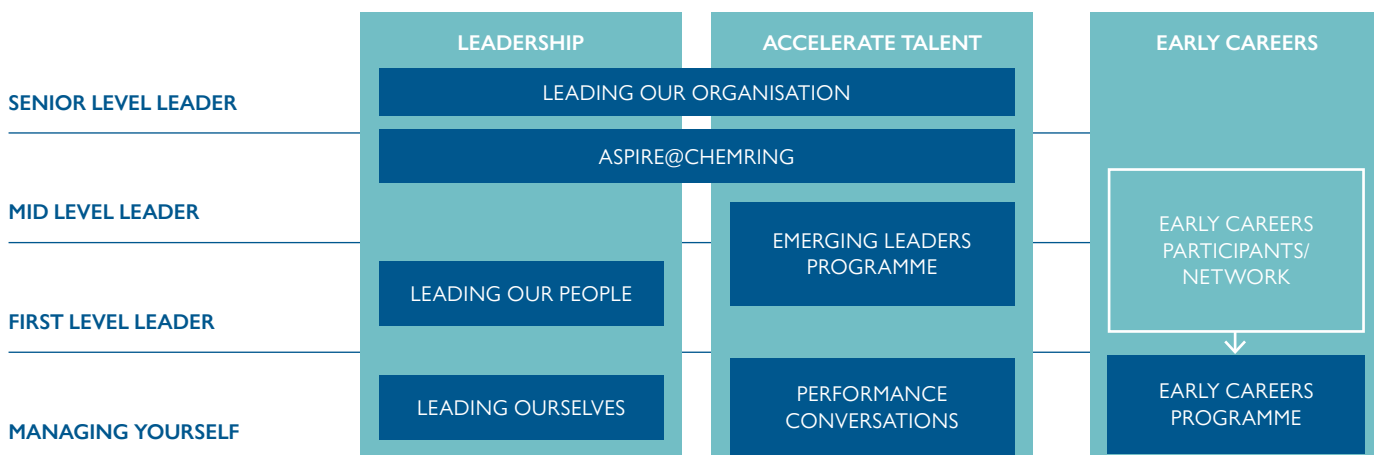 LEADERSHIP
ACCELERATE TALENT
EARLY CAREERS
SENIOR LEVEL LEADER
LEADING OUR ORGANISATION
ASPIRE@CHEMRING
MID LEVEL LEADER
EMERGING LEADERS
PROGRAMME
EARLY CAREERS
PARTICIPANTS/
NETWORK
LEADING OUR PEOPLE
FIRST LEVEL LEADER
LEADING OURSELVES
PERFORMANCE
CONVERSATIONS
EARLY CAREERS
PROGRAMME
MANAGING YOURSELF